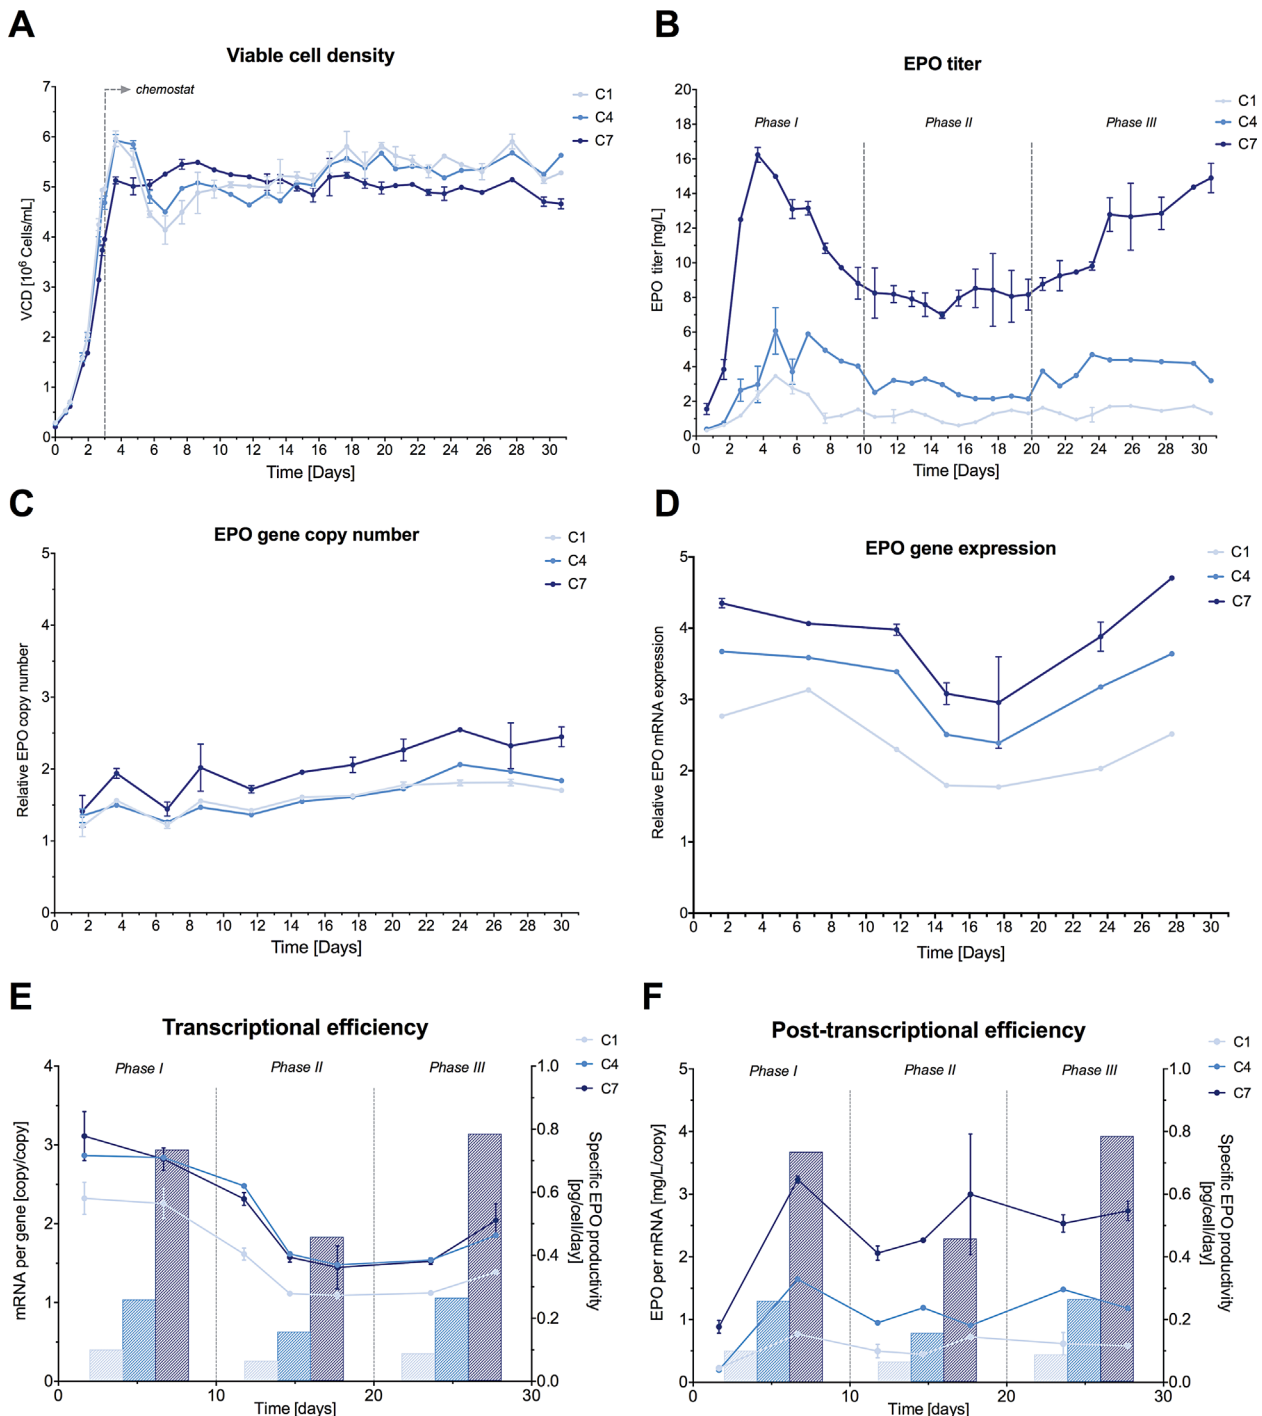 A
Viable cell density
chemostat
C1
C4
C7
VCD [10⁶ Cells/mL]
7
6
5
4
3
2
1
0
0 2 4 6 8 10 12 14 16 18 20 22 24 26 28 30
Time [Days]
B
EPO titer
Phase I
Phase II
Phase III
C1
C4
C7
EPO titer [mg/L]
20
18
16
14
12
10
8
6
4
2
0
0 2 4 6 8 10 12 14 16 18 20 22 24 26 28 30
Time [Days]
C
EPO gene copy number
C1
C4
C7
Relative EPO copy number
5
4
3
2
1
0
0 2 4 6 8 10 12 14 16 18 20 22 24 26 28 30
Time [Days]
D
EPO gene expression
C1
C4
C7
Relative EPO mRNA expression
5
4
3
2
1
0
0 2 4 6 8 10 12 14 16 18 20 22 24 26 28 30
Time [Days]
E
Transcriptional efficiency
C1
C4
C7
Phase I
Phase II
Phase III
mRNA per gene [copy/copy]
4
3
2
1
0
1.0
0.8
0.6
0.4
0.2
0.0
Specific EPO productivity
[pg/cell/day]
0 10 20 30
Time [days]
F
Post-transcriptional efficiency
C1
C4
C7
Phase I
Phase II
Phase III
EPO per mRNA [mg/L/copy]
5
4
3
2
1
0
1.0
0.8
0.6
0.4
0.2
0.0
Specific EPO productivity
[pg/cell/day]
0 10 20 30
Time [days]